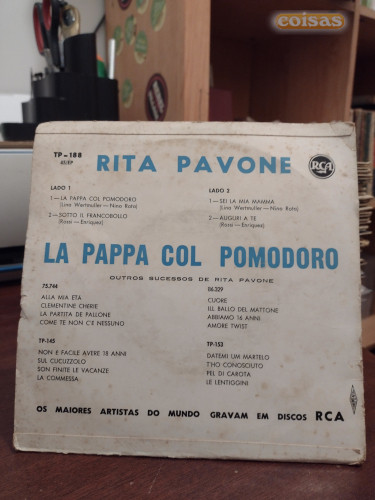 coisas
TP-188
45/EP
RITA PAVONE
RCA
LADO 1
1—LA PAPPA COL POMODORO
(Lina Wertmuller—Nino Rota)
2—SOTTO IL FRANCOBOLLO
(Rossi—Enriquez)
LADO 2
1—SEI LA MIA MAMMA
(Lina Wertmuller—Nino Rota)
2—AUGURI A TE
(Rossi—Enriquez)
LA PAPPA COL POMODORO
OUTROS SUCESSOS DE RITA PAVONE
75.744
ALLA MIA ETA
CLEMENTINE CHERIE
LA PARTITA DE PALLONE
COME TE NON C'E NESSUNO
116.329
CUORE
ILL BALLO DEL MATTONE
ABBIAMO 16 ANNI
AMORE TWIST
TP-145
NON E FACILE AVERE 18 ANNI
SUL CUCUZZOLO
SON FINITE LE VACANZE
LA COMMESSA
TP-153
DATEMI UM MARTELO
T'HO CONOSCIUTO
PEL DI CAROTA
LE LENTIGGINI
OS MAIORES ARTISTAS DO MUNDO GRAVAM EM DISCOS RCA